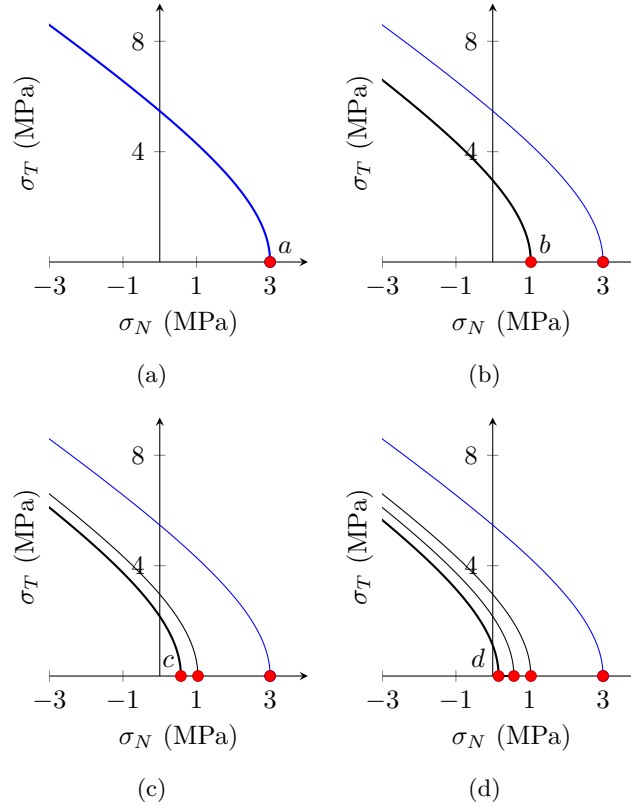 8
4
σ_T (MPa)
a
−3 −1 1 3
σ_N (MPa)
(a)
8
4
σ_T (MPa)
b
−3 −1 1 3
σ_N (MPa)
(b)
8
4
σ_T (MPa)
c
−3 −1 1 3
σ_N (MPa)
(c)
8
4
σ_T (MPa)
d
−3 −1 1 3
σ_N (MPa)
(d)